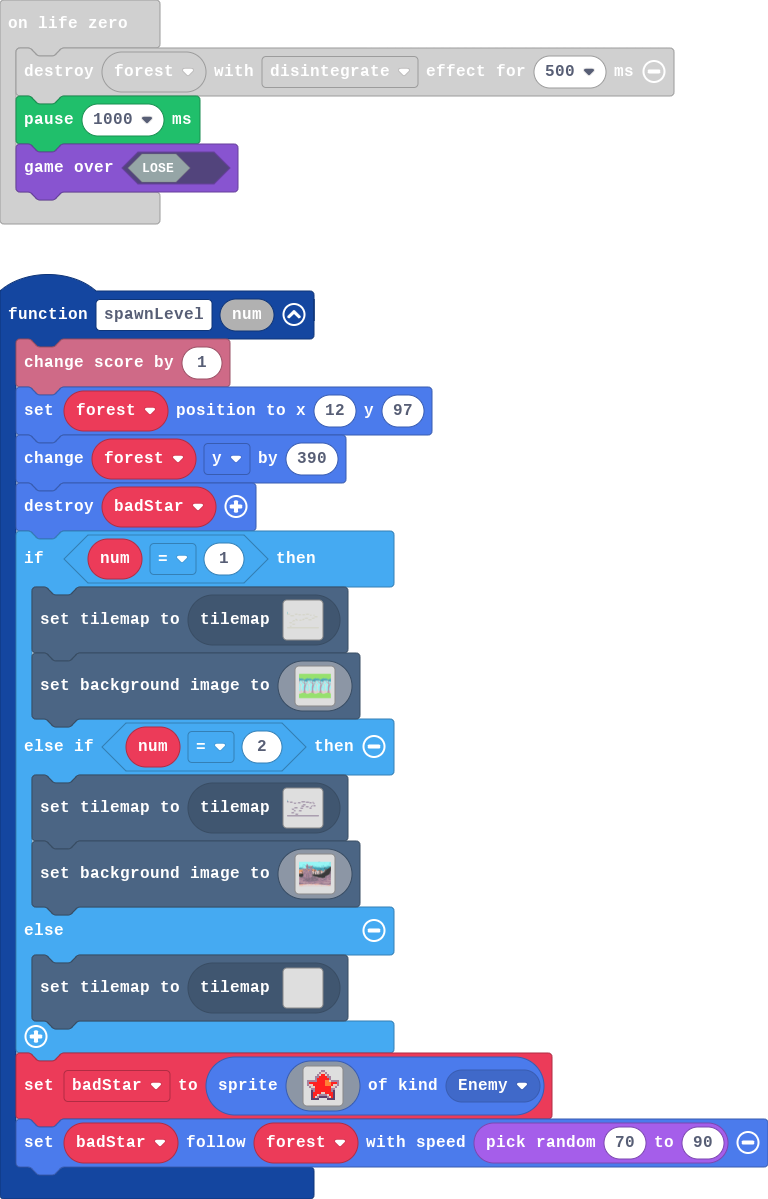 on life zero
destroy forest with disintegrate effect for 500 ms
pause 1000 ms
game over LOSE
function spawnLevel num
change score by 1
set forest position to x 12 y 97
change forest y by 390
destroy badStar
if num = 1 then
set tilemap to tilemap
set background image to
else if num = 2 then
set tilemap to tilemap
set background image to
else
set tilemap to tilemap
set badStar to sprite of kind Enemy
set badStar follow forest with speed pick random 70 to 90